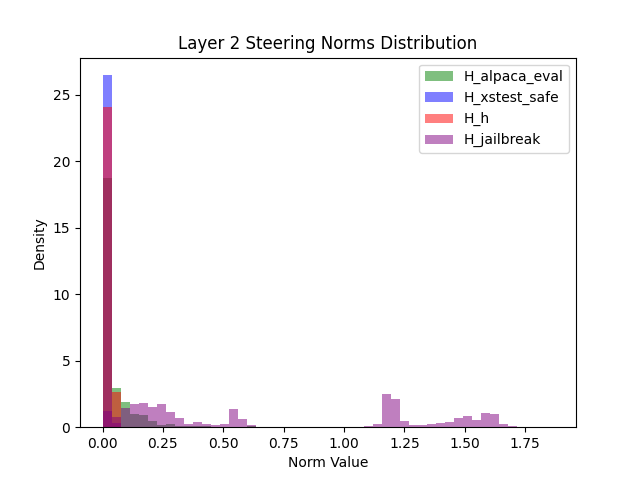 Layer 2 Steering Norms Distribution
H_alpaca_eval
H_xstest_safe
H_h
H_jailbreak
Density
25
20
15
10
5
0
0.00 0.25 0.50 0.75 1.00 1.25 1.50 1.75
Norm Value